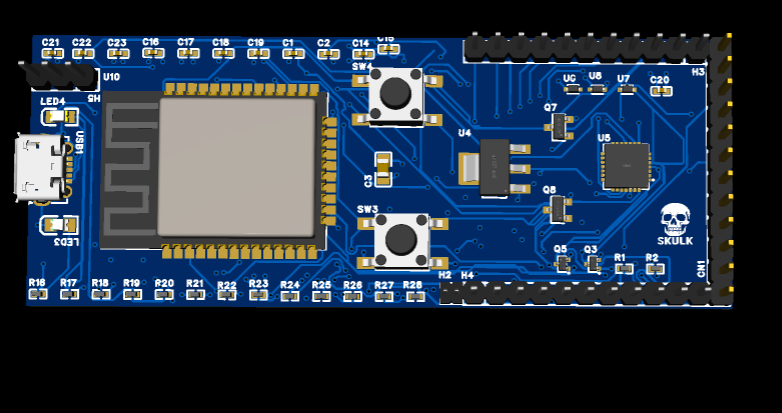 C21 C22 C23 C16 C17 C18 C19 C1 C2 C14 C15
U10
SW4
H3
H5
LED4
U6 U8 U7 C20
Q7
USB1
U4
U5
C3
Q8
SW3
SKULK
LED3
Q5 Q3 R1 R2
CN1
H2 H4
R16 R17 R18 R19 R20 R21 R22 R23 R24 R25 R26 R27 R28